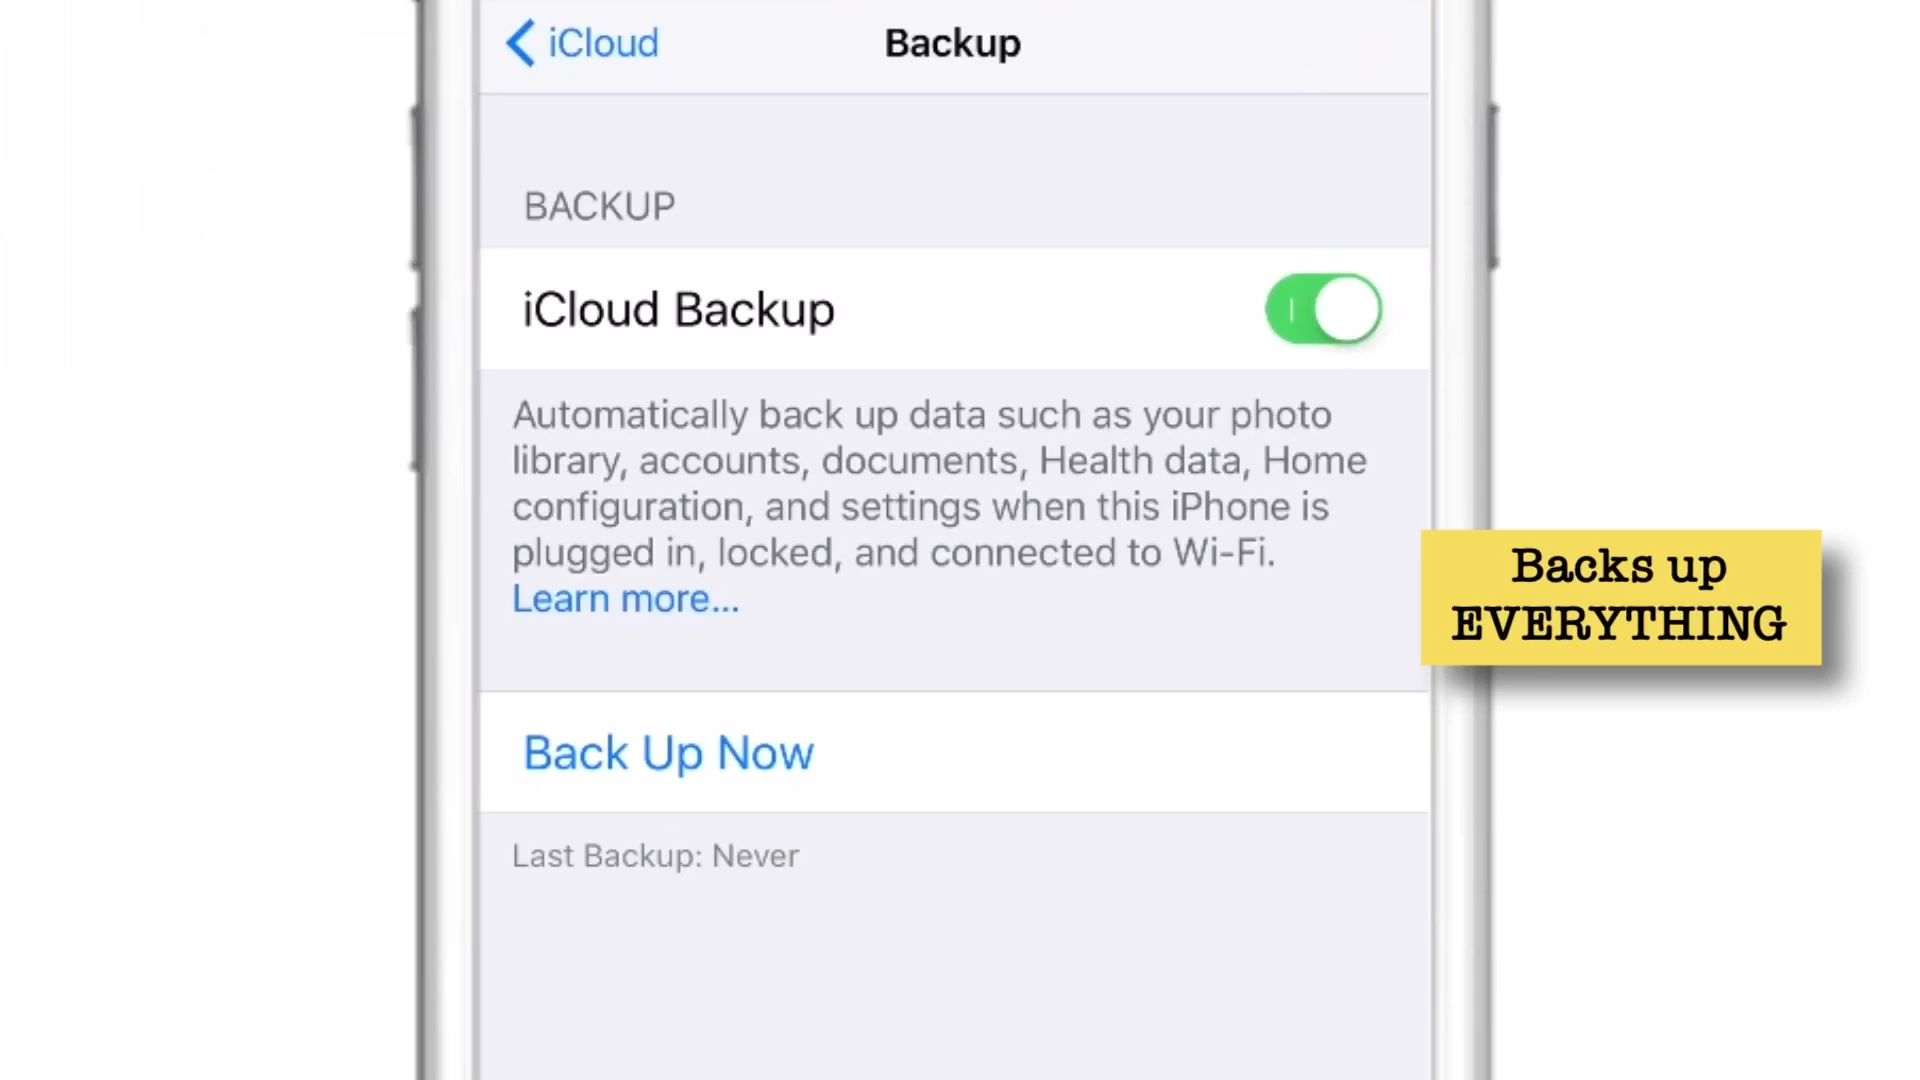 iCloud
Backup
BACKUP
iCloud Backup
Automatically back up data such as your photo
library, accounts, documents, Health data, Home
configuration, and settings when this iPhone is
plugged in, locked, and connected to Wi-Fi.
Learn more...
Backs up
EVERYTHING
Back Up Now
Last Backup: Never